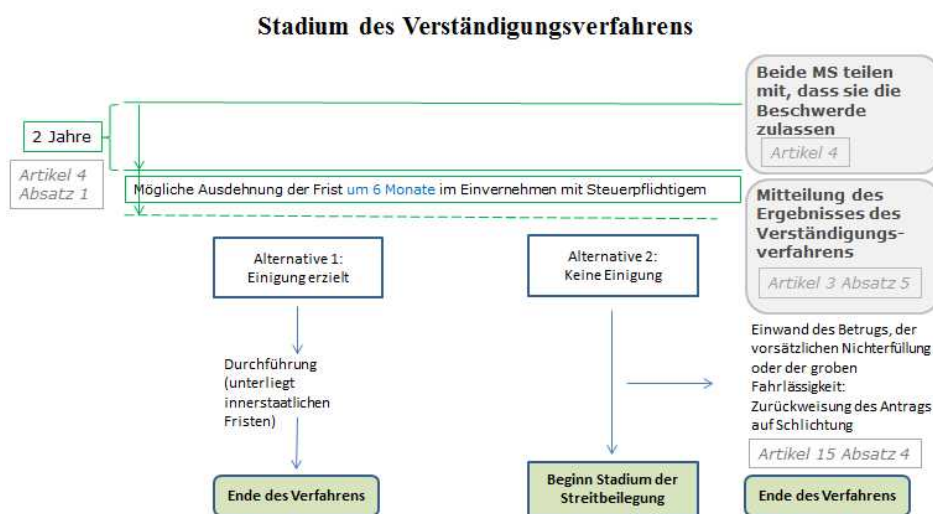 Stadium des Verständigungsverfahrens
Beide MS teilen
mit, dass sie die
Beschwerde
zulassen
Artikel 4
2 Jahre
Artikel 4
Absatz 1
Mögliche Ausdehnung der Frist um 6 Monate im Einvernehmen mit Steuerpflichtigem
Mitteilung des
Ergebnisses des
Verständigungs-
verfahrens
Artikel 3 Absatz 5
Alternative 1:
Einigung erzielt
Alternative 2:
Keine Einigung
Durchführung
(unterliegt
innerstaatlichen
Fristen)
Einwand des Betrugs, der
vorsätzlichen Nichterfüllung
oder der groben
Fahrlässigkeit:
Zurückweisung des Antrags
auf Schlichtung
Artikel 15 Absatz 4
Ende des Verfahrens
Beginn Stadium der
Streitbeilegung
Ende des Verfahrens